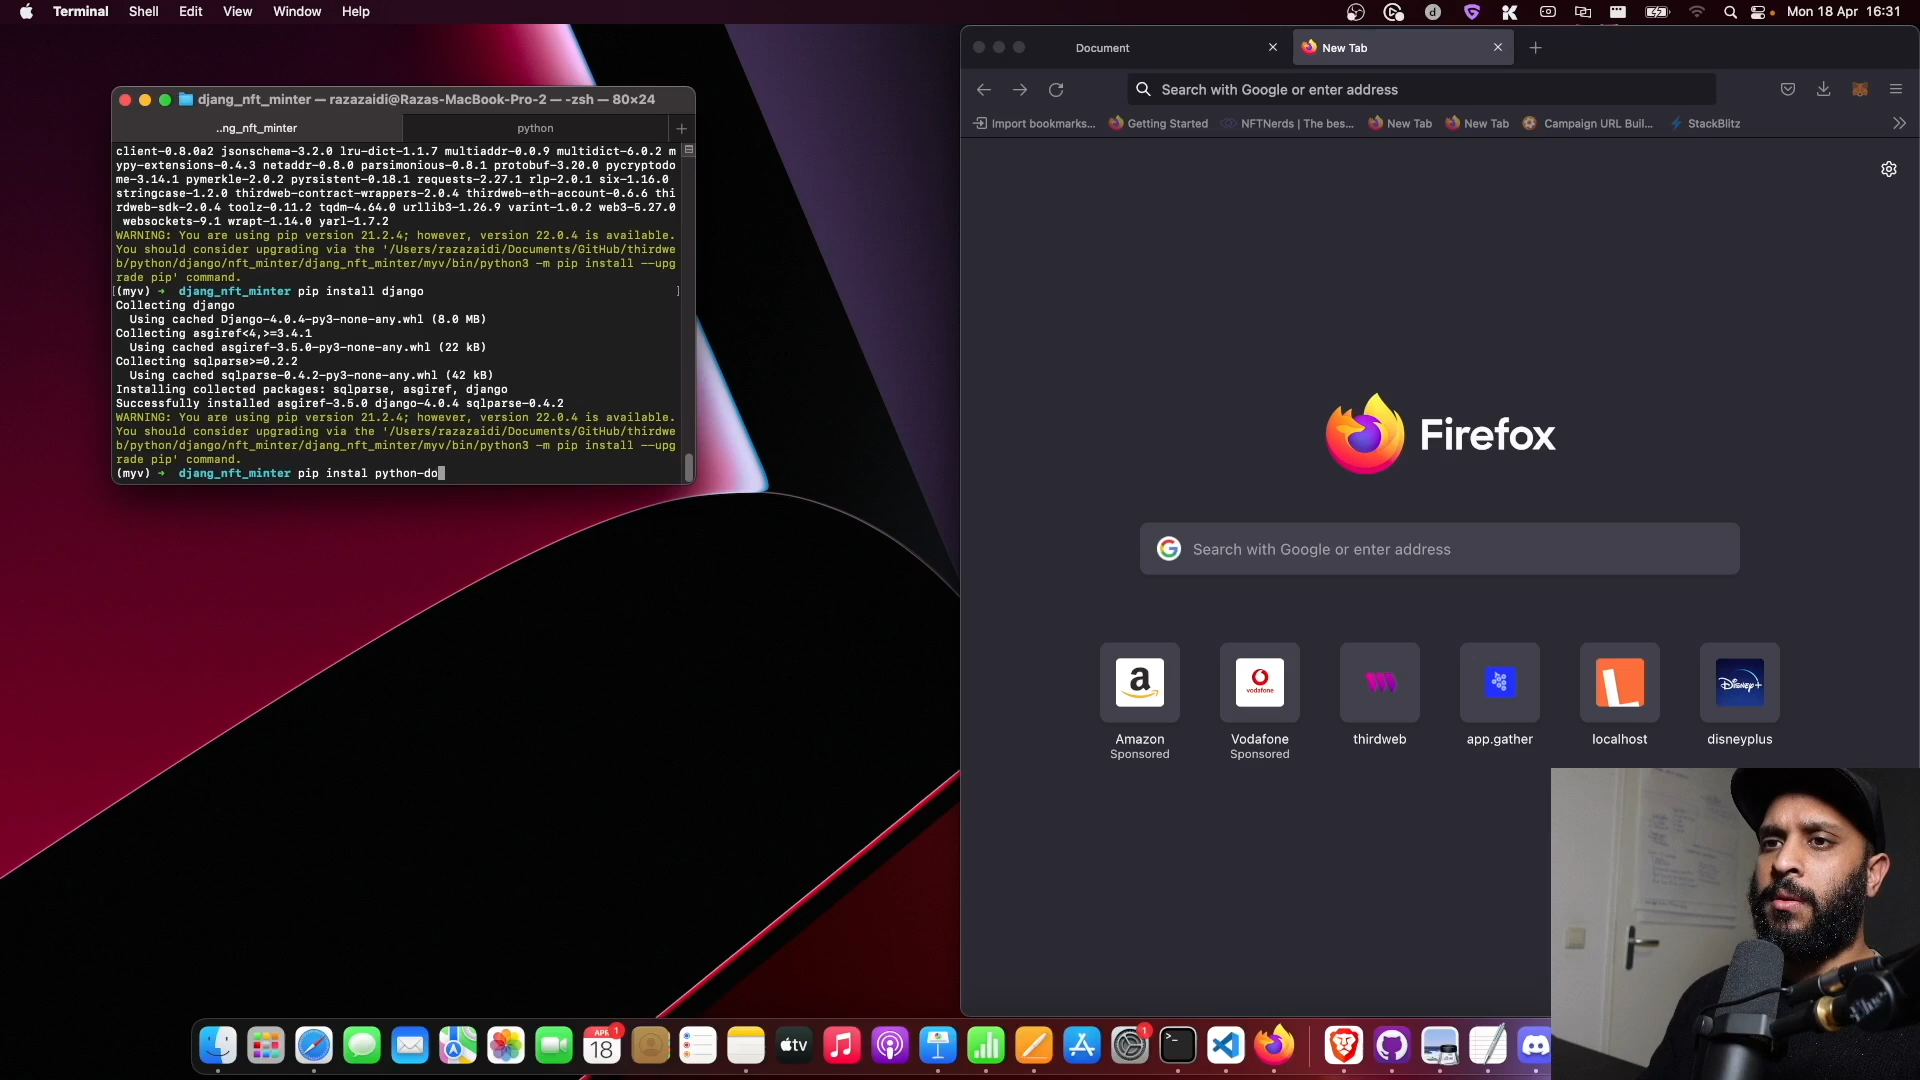 Terminal Shell Edit View Window Help
Mon 18 Apr 16:31
djang_nft_minter — razazaidi@Razas-MacBook-Pro-2 — -zsh — 80×24
..ng_nft_minter
python
client-0.8.0a2 jsonschema-3.2.0 lru-dict-1.1.7 multiaddr-0.0.9 multidict-6.0.2 m
ypy-extensions-0.4.3 netaddr-0.8.0 parsimonious-0.8.1 protobuf-3.20.0 pycryptodo
me-3.14.1 pymerkle-2.0.2 pyrsistent-0.18.1 requests-2.27.1 rlp-2.0.1 six-1.16.0
stringcase-1.2.0 thirdweb-contract-wrappers-2.0.4 thirdweb-eth-account-0.6.6 thi
rdweb-sdk-2.0.4 toolz-0.11.2 tqdm-4.64.0 urllib3-1.26.9 varint-1.0.2 web3-5.27.0
websockets-9.1 wrapt-1.14.0 yarl-1.7.2
WARNING: You are using pip version 21.2.4; however, version 22.0.4 is available.
You should consider upgrading via the '/Users/razazaidi/Documents/GitHub/thirdwe
b/python/django/nft_minter/djang_nft_minter/myv/bin/python3 -m pip install --upg
rade pip' command.
[(myv) → djang_nft_minter pip install django ]
Collecting django
Using cached Django-4.0.4-py3-none-any.whl (8.0 MB)
Collecting asgiref<4,>=3.4.1
Using cached asgiref-3.5.0-py3-none-any.whl (22 kB)
Collecting sqlparse>=0.2.2
Using cached sqlparse-0.4.2-py3-none-any.whl (42 kB)
Installing collected packages: sqlparse, asgiref, django
Successfully installed asgiref-3.5.0 django-4.0.4 sqlparse-0.4.2
WARNING: You are using pip version 21.2.4; however, version 22.0.4 is available.
You should consider upgrading via the '/Users/razazaidi/Documents/GitHub/thirdwe
b/python/django/nft_minter/djang_nft_minter/myv/bin/python3 -m pip install --upg
rade pip' command.
(myv) → djang_nft_minter pip instal python-do
Document
New Tab
Search with Google or enter address
Import bookmarks... Getting Started NFTNerds | The bes... New Tab New Tab Campaign URL Buil... StackBlitz
Firefox
Search with Google or enter address
a
vodafone
Disney+
Amazon
Sponsored
Vodafone
Sponsored
thirdweb
app.gather
localhost
disneyplus
APR 1
18
tv
1